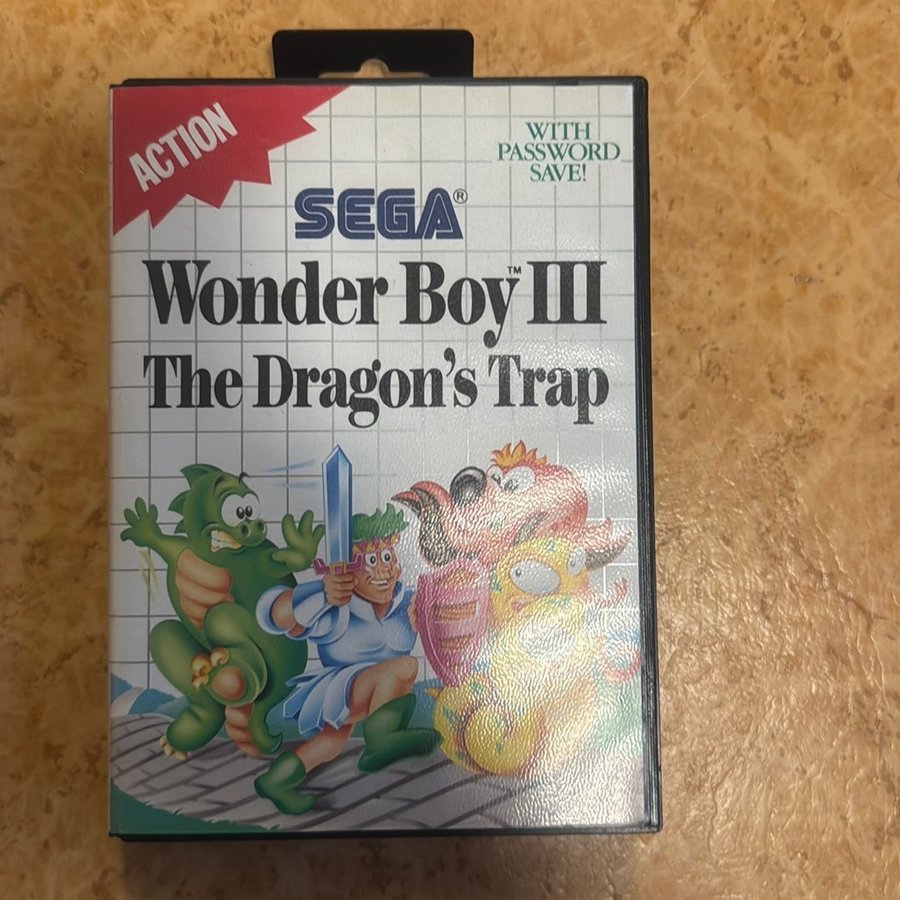 ACTION
WITH
PASSWORD
SAVE!
SEGA®
Wonder Boy™ III
The Dragon's Trap